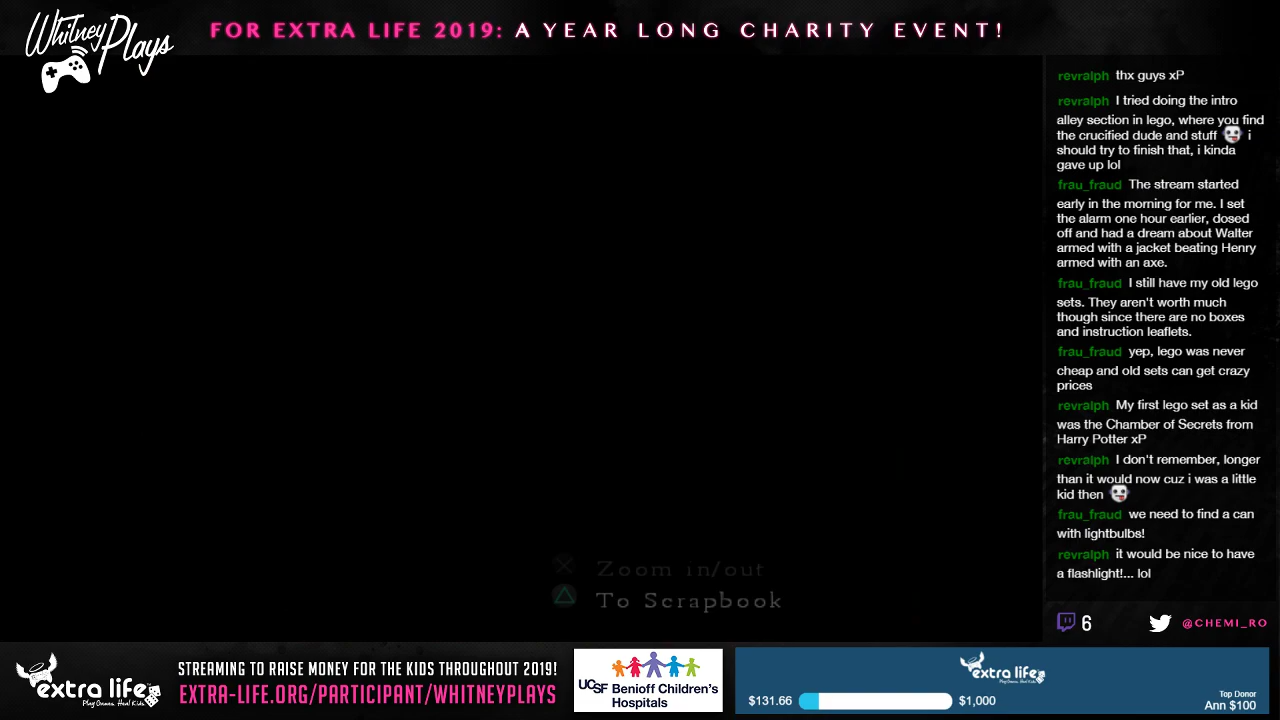 Whitney Plays
FOR EXTRA LIFE 2019: A YEAR LONG CHARITY EVENT!
revralph thx guys xP
revralph I tried doing the intro
alley section in lego, where you find
the crucified dude and stuff i
should try to finish that, i kinda
gave up lol
frau_fraud The stream started
early in the morning for me. I set
the alarm one hour earlier, dosed
off and had a dream about Walter
armed with a jacket beating Henry
armed with an axe.
frau_fraud I still have my old lego
sets. They aren't worth much
though since there are no boxes
and instruction leaflets.
frau_fraud yep, lego was never
cheap and old sets can get crazy
prices
revralph My first lego set as a kid
was the Chamber of Secrets from
Harry Potter xP
revralph I don't remember, longer
than it would now cuz i was a little
kid then
frau_fraud we need to find a can
with lightbulbs!
revralph it would be nice to have
a flashlight!... lol
Zoom in/out
To Scrapbook
6
@CHEMI_RO
extra life
Play Games. Heal Kids.
STREAMING TO RAISE MONEY FOR THE KIDS THROUGHOUT 2019!
EXTRA-LIFE.ORG/PARTICIPANT/WHITNEYPLAYS
UCSF Benioff Children's
Hospitals
extra life
$131.66
$1,000
Top Donor
Ann $100